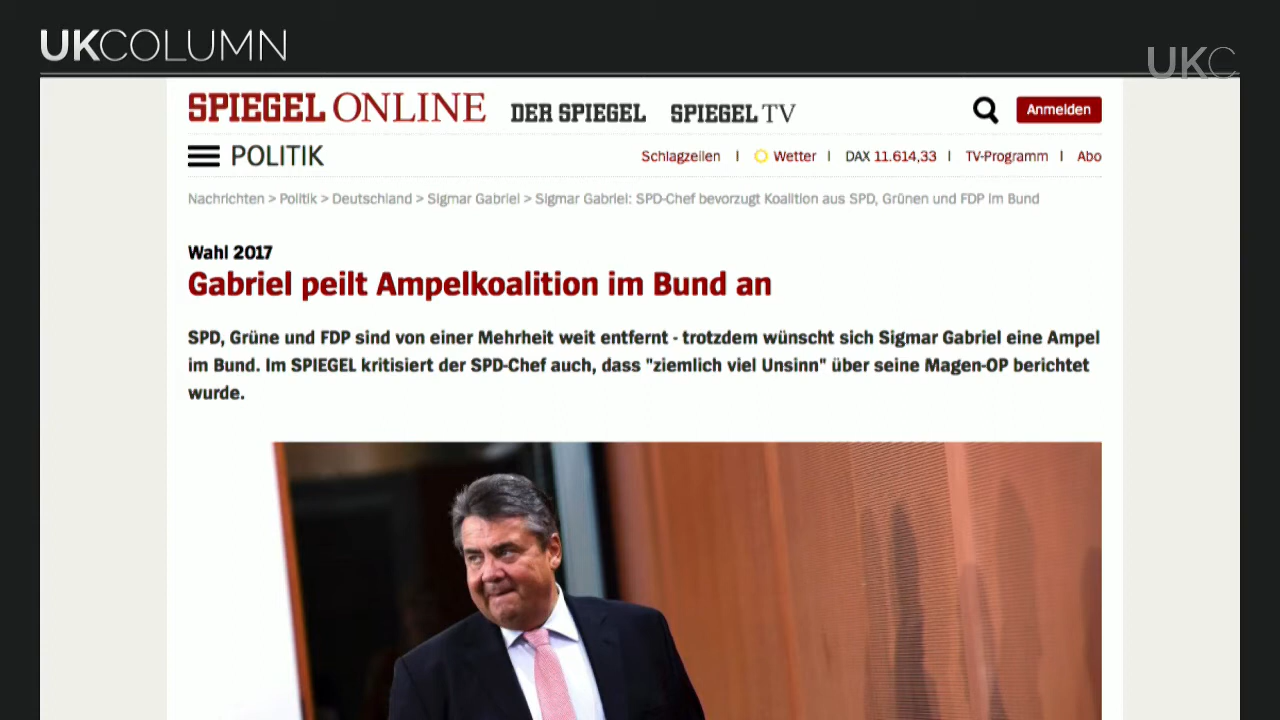 UKCOLUMN
UKC
SPIEGEL ONLINE DER SPIEGEL SPIEGEL TV Anmelden
POLITIK Schlagzeilen | Wetter | DAX 11.614,33 | TV-Programm | Abo
Nachrichten > Politik > Deutschland > Sigmar Gabriel > Sigmar Gabriel: SPD-Chef bevorzugt Koalition aus SPD, Grünen und FDP im Bund
Wahl 2017
Gabriel peilt Ampelkoalition im Bund an
SPD, Grüne und FDP sind von einer Mehrheit weit entfernt - trotzdem wünscht sich Sigmar Gabriel eine Ampel
im Bund. Im SPIEGEL kritisiert der SPD-Chef auch, dass "ziemlich viel Unsinn" über seine Magen-OP berichtet
wurde.